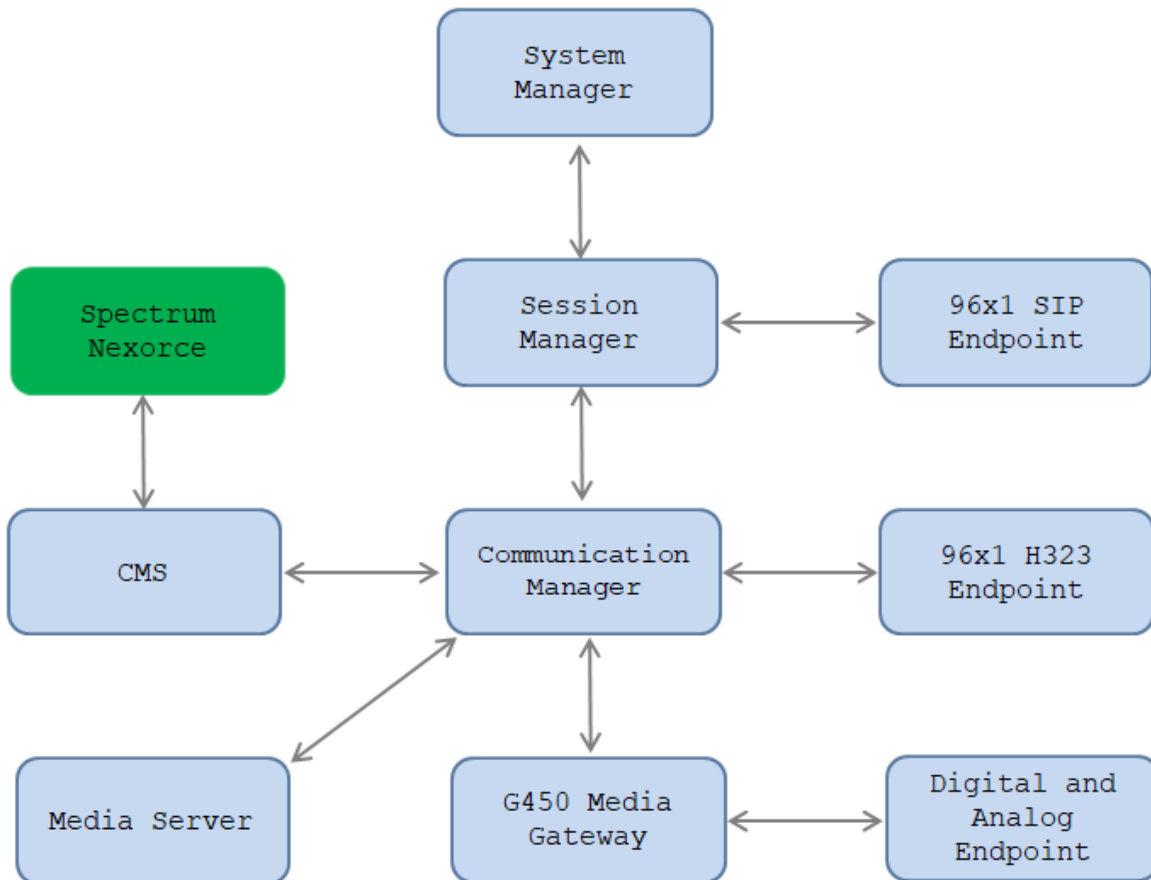 System
Manager
Spectrum
Nexorce
Session
Manager
96x1 SIP
Endpoint
CMS
Communication
Manager
96x1 H323
Endpoint
Media Server
G450 Media
Gateway
Digital and
Analog
Endpoint